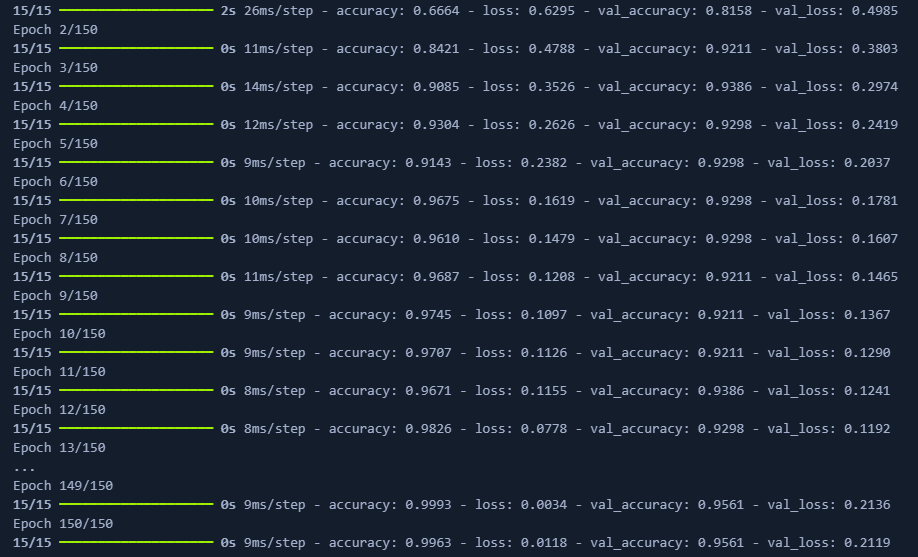 15/15 ━━━━━━━━━━━━━━━━━━━━ 2s 26ms/step - accuracy: 0.6664 - loss: 0.6295 - val_accuracy: 0.8158 - val_loss: 0.4985
Epoch 2/150
15/15 ━━━━━━━━━━━━━━━━━━━━ 0s 11ms/step - accuracy: 0.8421 - loss: 0.4788 - val_accuracy: 0.9211 - val_loss: 0.3803
Epoch 3/150
15/15 ━━━━━━━━━━━━━━━━━━━━ 0s 14ms/step - accuracy: 0.9085 - loss: 0.3526 - val_accuracy: 0.9386 - val_loss: 0.2974
Epoch 4/150
15/15 ━━━━━━━━━━━━━━━━━━━━ 0s 12ms/step - accuracy: 0.9304 - loss: 0.2626 - val_accuracy: 0.9298 - val_loss: 0.2419
Epoch 5/150
15/15 ━━━━━━━━━━━━━━━━━━━━ 0s 9ms/step - accuracy: 0.9143 - loss: 0.2382 - val_accuracy: 0.9298 - val_loss: 0.2037
Epoch 6/150
15/15 ━━━━━━━━━━━━━━━━━━━━ 0s 10ms/step - accuracy: 0.9675 - loss: 0.1619 - val_accuracy: 0.9298 - val_loss: 0.1781
Epoch 7/150
15/15 ━━━━━━━━━━━━━━━━━━━━ 0s 10ms/step - accuracy: 0.9610 - loss: 0.1479 - val_accuracy: 0.9298 - val_loss: 0.1607
Epoch 8/150
15/15 ━━━━━━━━━━━━━━━━━━━━ 0s 11ms/step - accuracy: 0.9687 - loss: 0.1208 - val_accuracy: 0.9211 - val_loss: 0.1465
Epoch 9/150
15/15 ━━━━━━━━━━━━━━━━━━━━ 0s 9ms/step - accuracy: 0.9745 - loss: 0.1097 - val_accuracy: 0.9211 - val_loss: 0.1367
Epoch 10/150
15/15 ━━━━━━━━━━━━━━━━━━━━ 0s 9ms/step - accuracy: 0.9707 - loss: 0.1126 - val_accuracy: 0.9211 - val_loss: 0.1290
Epoch 11/150
15/15 ━━━━━━━━━━━━━━━━━━━━ 0s 8ms/step - accuracy: 0.9671 - loss: 0.1155 - val_accuracy: 0.9386 - val_loss: 0.1241
Epoch 12/150
15/15 ━━━━━━━━━━━━━━━━━━━━ 0s 8ms/step - accuracy: 0.9826 - loss: 0.0778 - val_accuracy: 0.9298 - val_loss: 0.1192
Epoch 13/150
...
Epoch 149/150
15/15 ━━━━━━━━━━━━━━━━━━━━ 0s 9ms/step - accuracy: 0.9993 - loss: 0.0034 - val_accuracy: 0.9561 - val_loss: 0.2136
Epoch 150/150
15/15 ━━━━━━━━━━━━━━━━━━━━ 0s 9ms/step - accuracy: 0.9963 - loss: 0.0118 - val_accuracy: 0.9561 - val_loss: 0.2119